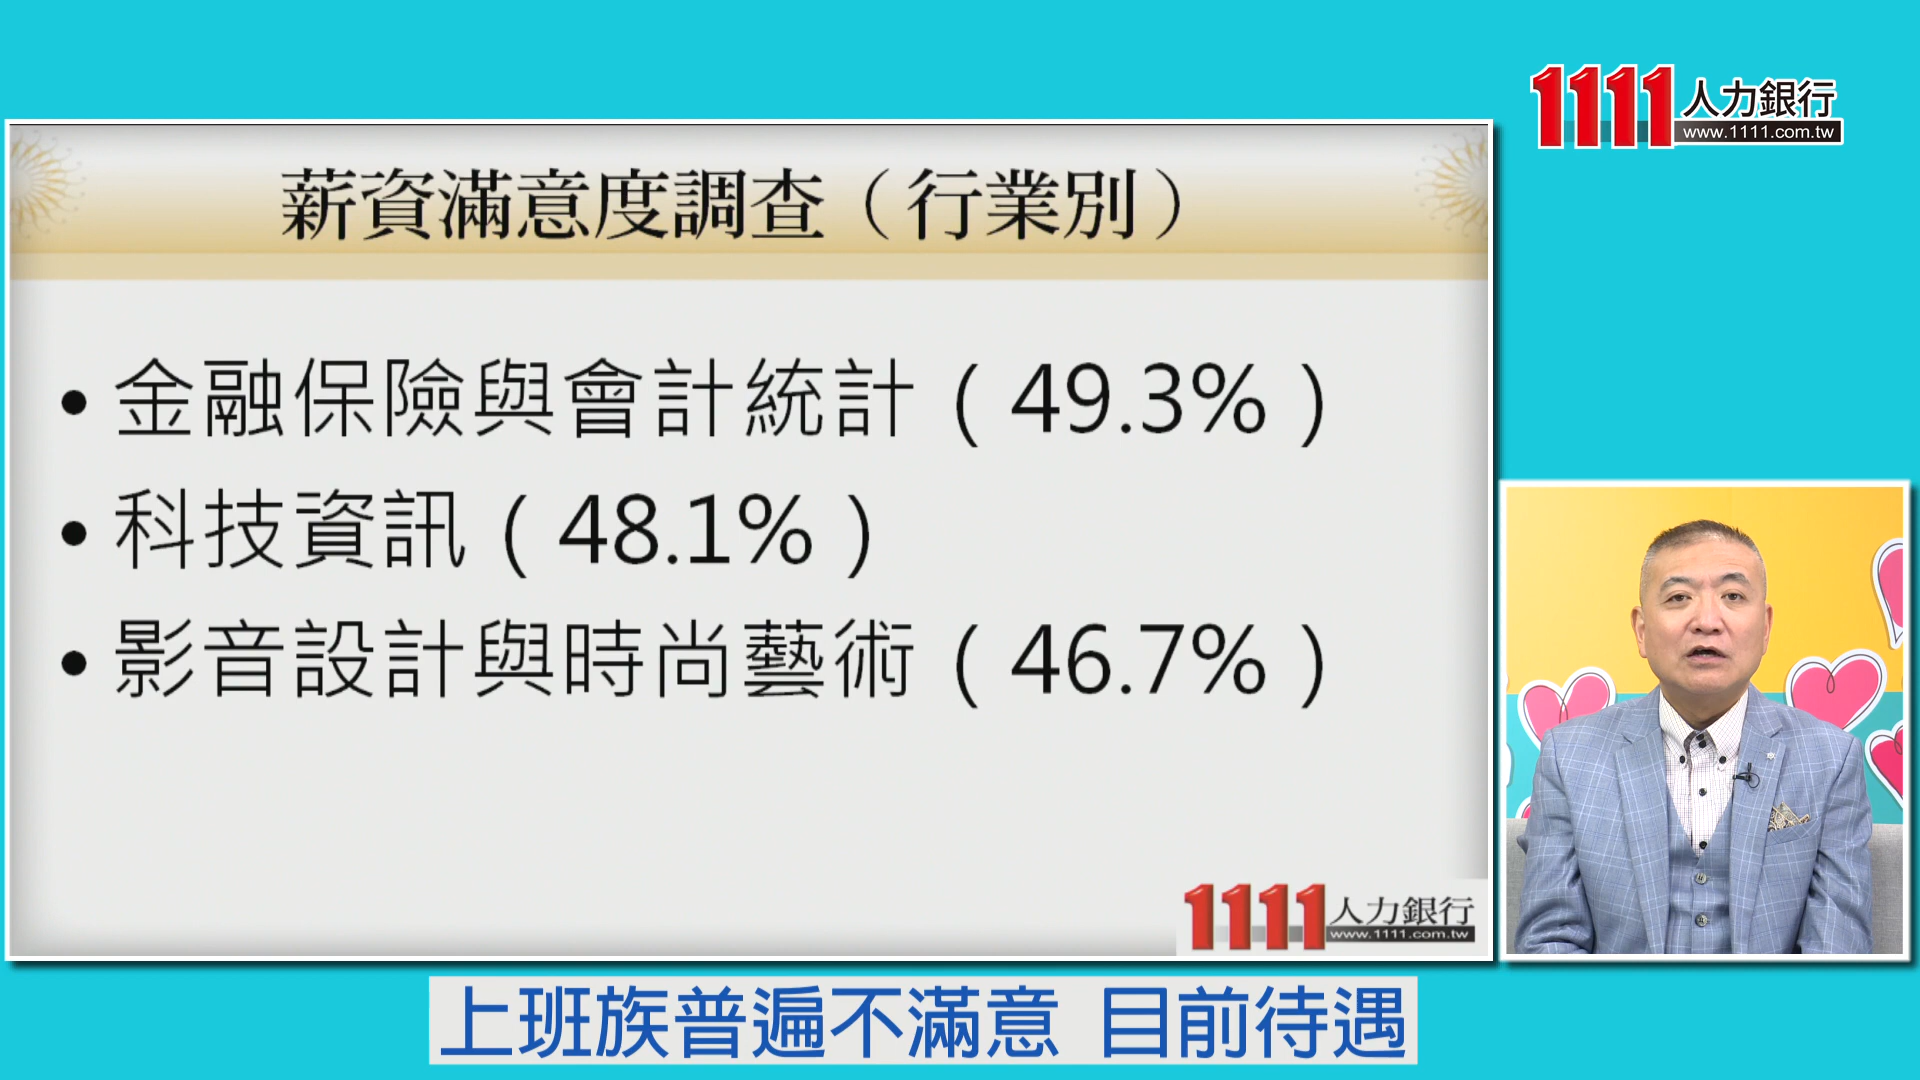 1111人力銀行
www.1111.com.tw
薪資滿意度調查（行業別）
• 金融保險與會計統計（49.3%）
• 科技資訊（48.1%）
• 影音設計與時尚藝術（46.7%）
1111人力銀行
www.1111.com.tw
上班族普遍不滿意 目前待遇